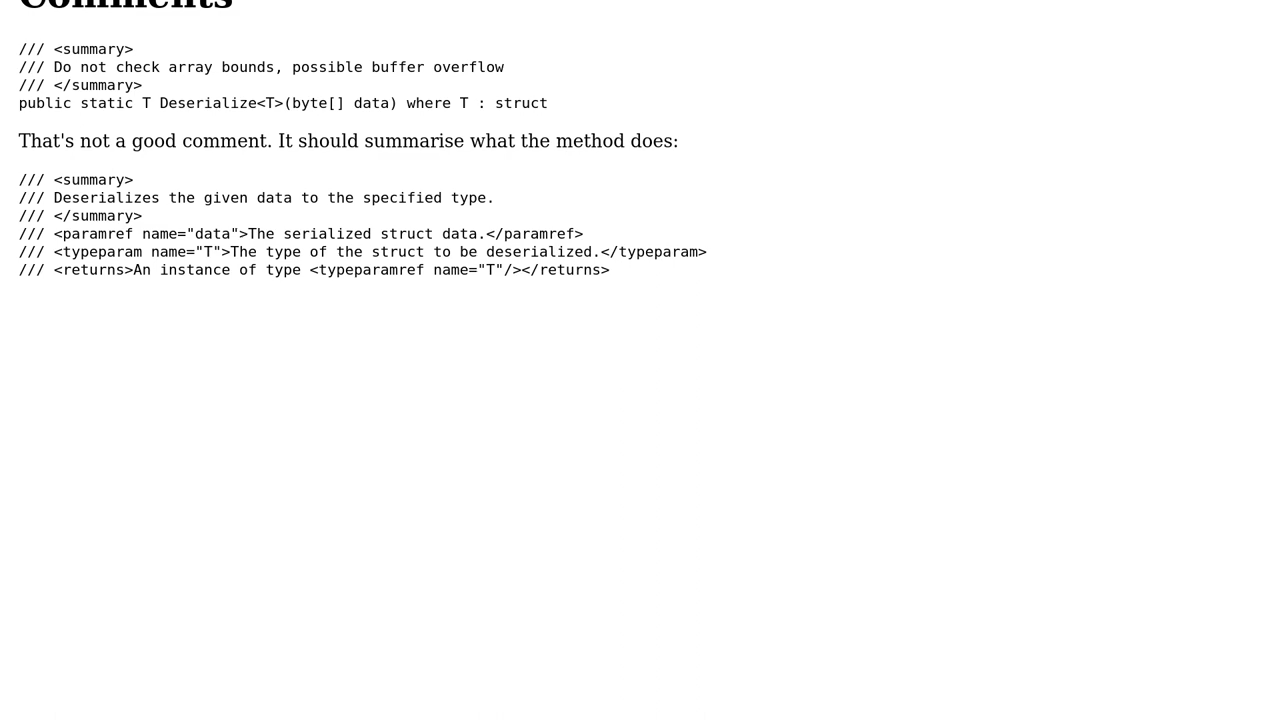 Comments
/// <summary>
/// Do not check array bounds, possible buffer overflow
/// </summary>
public static T Deserialize<T>(byte[] data) where T : struct
That's not a good comment. It should summarise what the method does:
/// <summary>
/// Deserializes the given data to the specified type.
/// </summary>
/// <paramref name="data">The serialized struct data.</paramref>
/// <typeparam name="T">The type of the struct to be deserialized.</typeparam>
/// <returns>An instance of type <typeparamref name="T"/></returns>